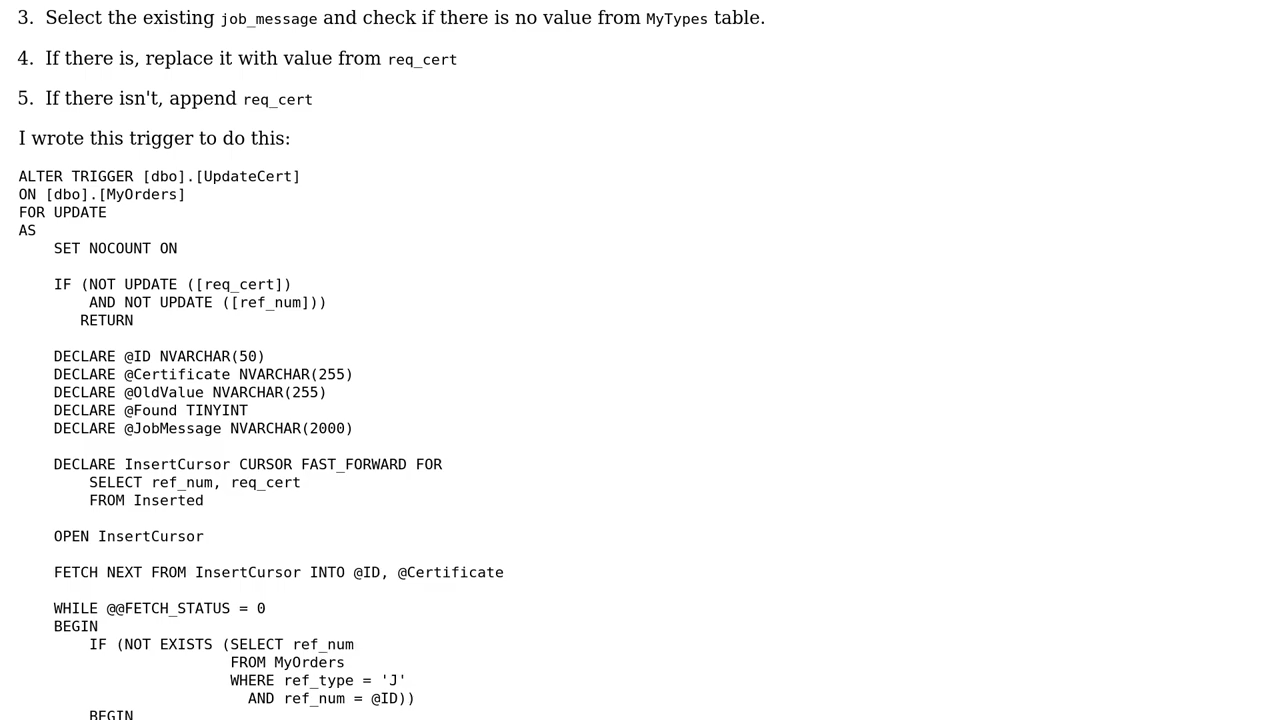 3. Select the existing job_message and check if there is no value from MyTypes table.
4. If there is, replace it with value from req_cert
5. If there isn't, append req_cert
I wrote this trigger to do this:
ALTER TRIGGER [dbo].[UpdateCert]
ON [dbo].[MyOrders]
FOR UPDATE
AS
    SET NOCOUNT ON
    IF (NOT UPDATE ([req_cert])
        AND NOT UPDATE ([ref_num]))
       RETURN
    DECLARE @ID NVARCHAR(50)
    DECLARE @Certificate NVARCHAR(255)
    DECLARE @OldValue NVARCHAR(255)
    DECLARE @Found TINYINT
    DECLARE @JobMessage NVARCHAR(2000)
    DECLARE InsertCursor CURSOR FAST_FORWARD FOR
        SELECT ref_num, req_cert
        FROM Inserted
    OPEN InsertCursor
    FETCH NEXT FROM InsertCursor INTO @ID, @Certificate
    WHILE @@FETCH_STATUS = 0
    BEGIN
        IF (NOT EXISTS (SELECT ref_num
                        FROM MyOrders
                        WHERE ref_type = 'J'
                          AND ref_num = @ID))
        BEGIN